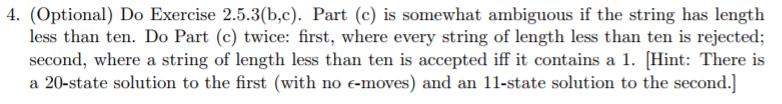 4. (Optional) Do Exercise 2.5.3(b,c). Part (c) is somewhat ambiguous if the string has length
less than ten. Do Part (c) twice: first, where every string of length less than ten is rejected;
second, where a string of length less than ten is accepted iff it contains a 1. [Hint: There is
a 20-state solution to the first (with no ϵ-moves) and an 11-state solution to the second.]